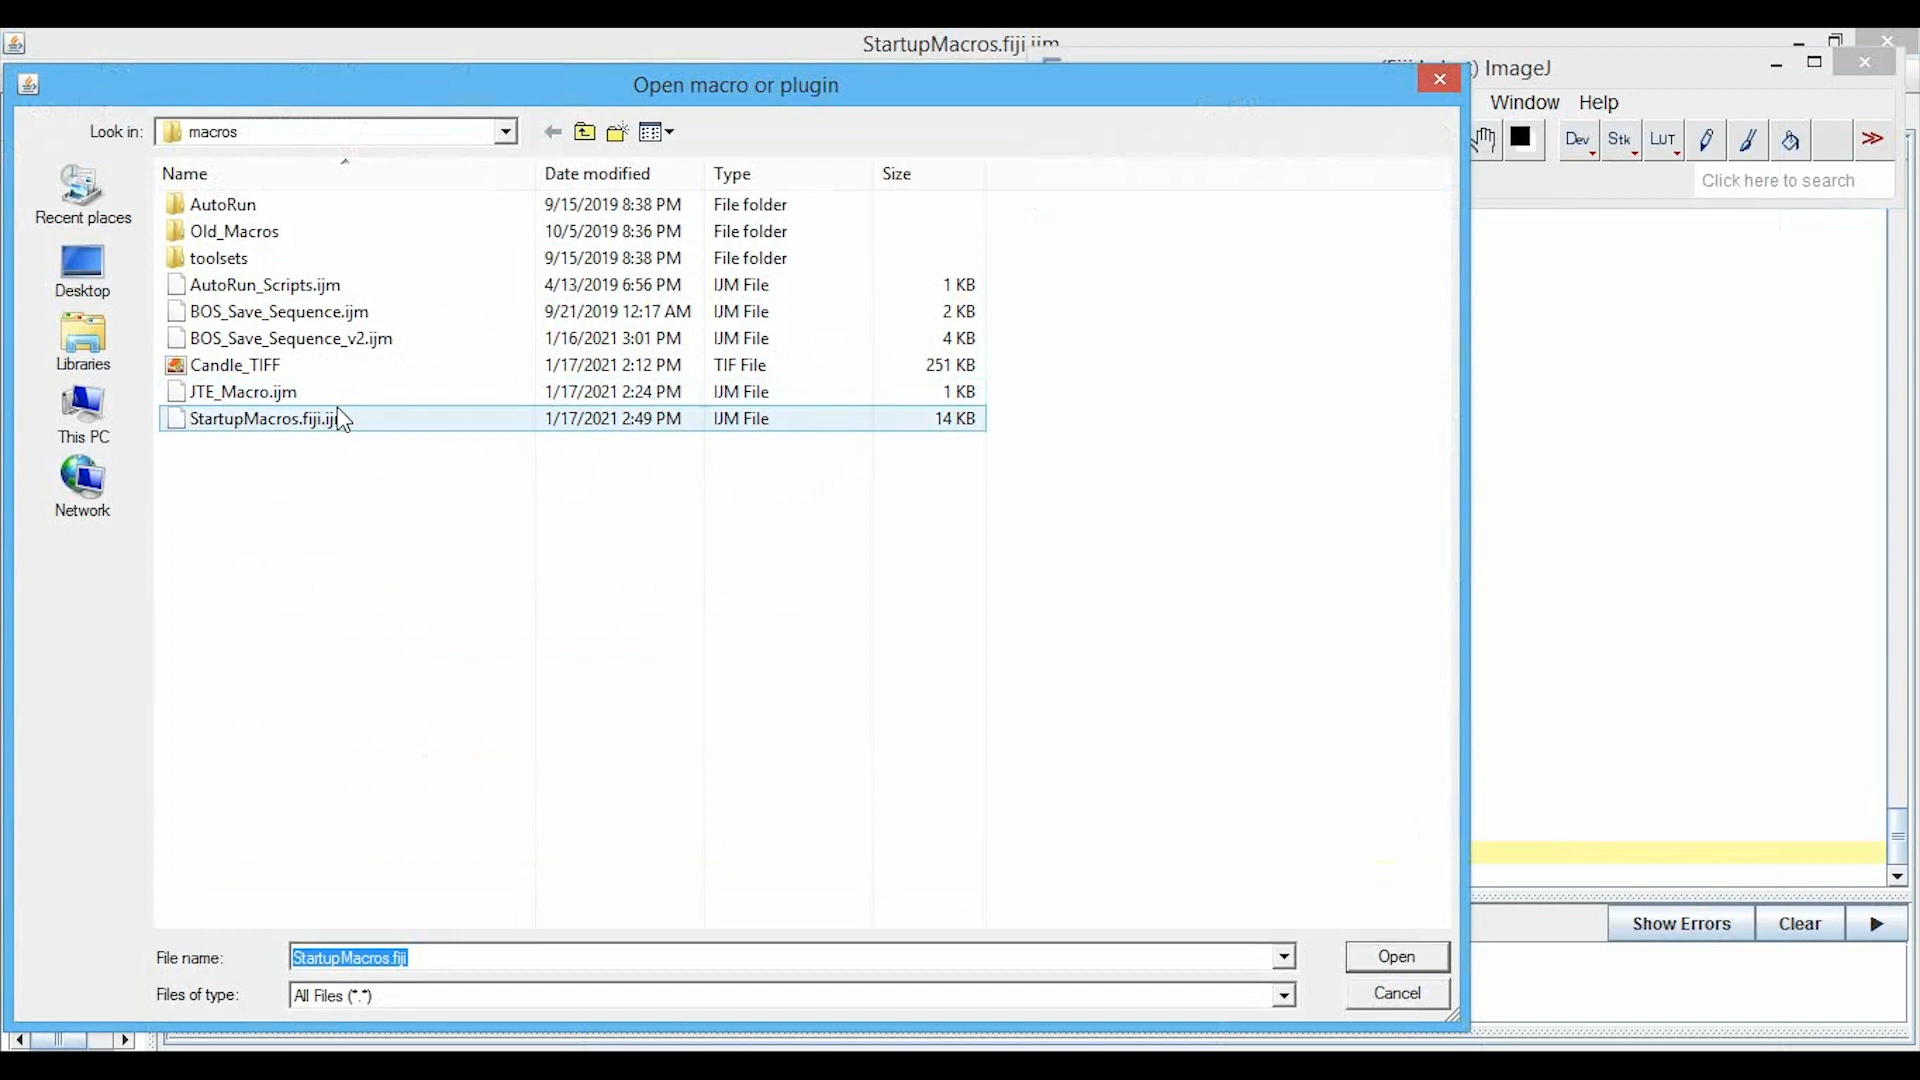 StartupMacros.fiji.ijm
ImageJ
Open macro or plugin
Window Help
Look in: macros
Dev Stk LUT
Click here to search
Name Date modified Type Size
AutoRun 9/15/2019 8:38 PM File folder
Old_Macros 10/5/2019 8:36 PM File folder
toolsets 9/15/2019 8:38 PM File folder
AutoRun_Scripts.ijm 4/13/2019 6:56 PM IJM File 1 KB
BOS_Save_Sequence.ijm 9/21/2019 12:17 AM IJM File 2 KB
BOS_Save_Sequence_v2.ijm 1/16/2021 3:01 PM IJM File 4 KB
Candle_TIFF 1/17/2021 2:12 PM TIF File 251 KB
JTE_Macro.ijm 1/17/2021 2:24 PM IJM File 1 KB
StartupMacros.fiji.ijm 1/17/2021 2:49 PM IJM File 14 KB
Recent places
Desktop
Libraries
This PC
Network
Show Errors Clear
File name: StartupMacros.fiji Open
Files of type: All Files (*.*) Cancel